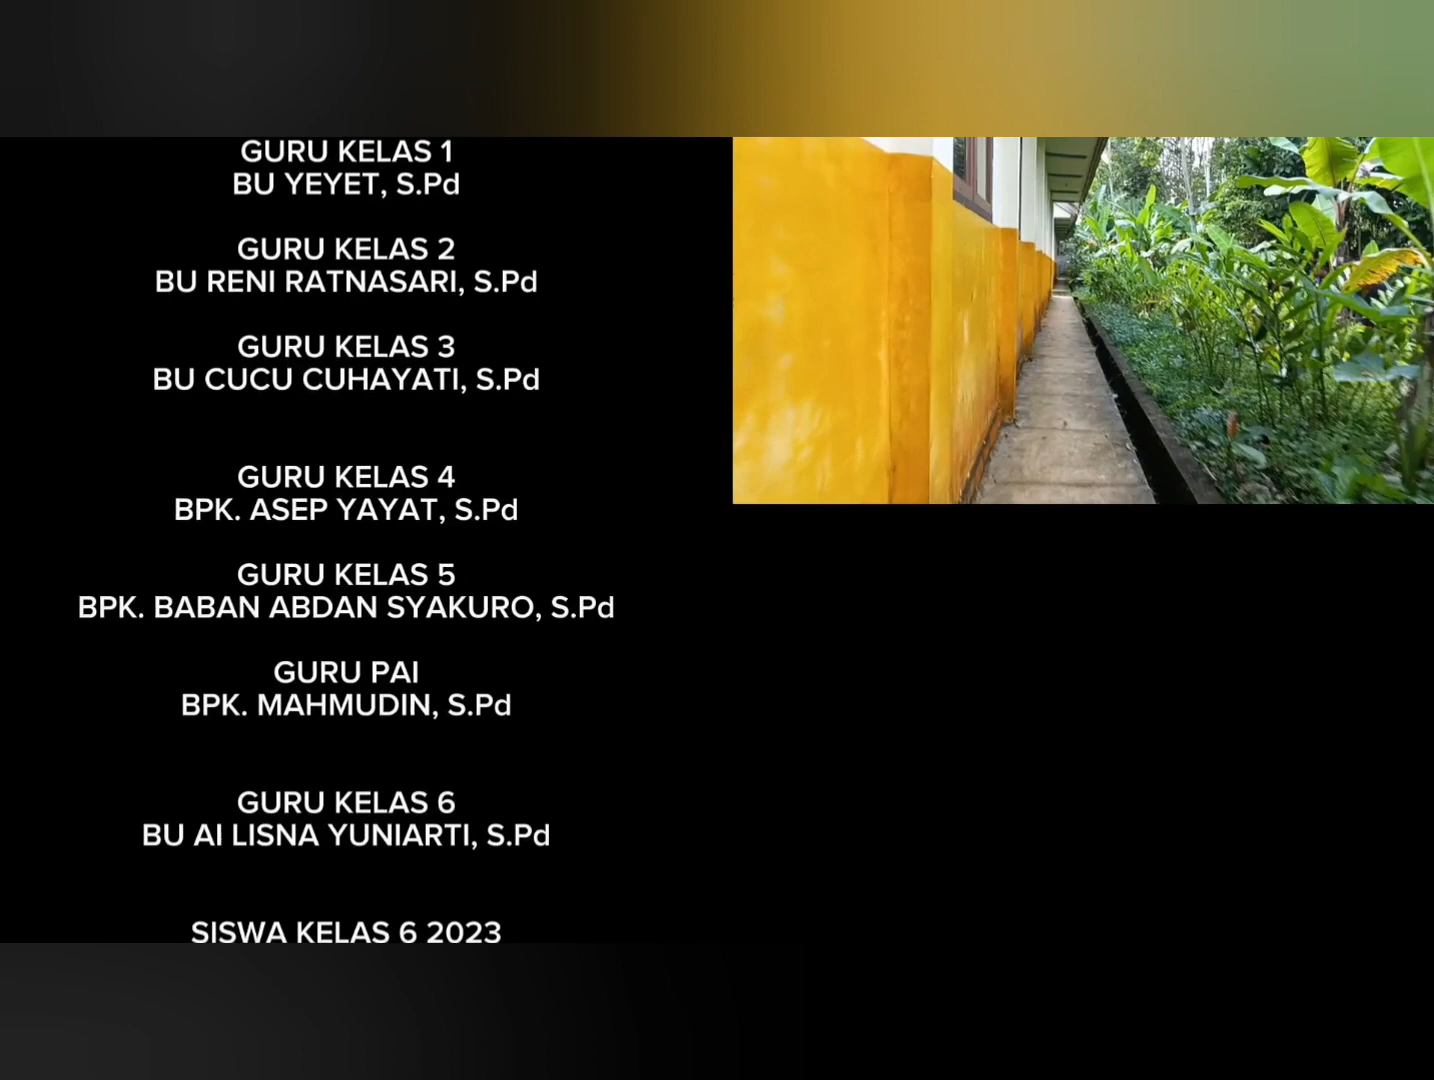 GURU KELAS 1
BU YEYET, S.Pd
GURU KELAS 2
BU RENI RATNASARI, S.Pd
GURU KELAS 3
BU CUCU CUHAYATI, S.Pd
GURU KELAS 4
BPK. ASEP YAYAT, S.Pd
GURU KELAS 5
BPK. BABAN ABDAN SYAKURO, S.Pd
GURU PAI
BPK. MAHMUDIN, S.Pd
GURU KELAS 6
BU AI LISNA YUNIARTI, S.Pd
SISWA KELAS 6 2023